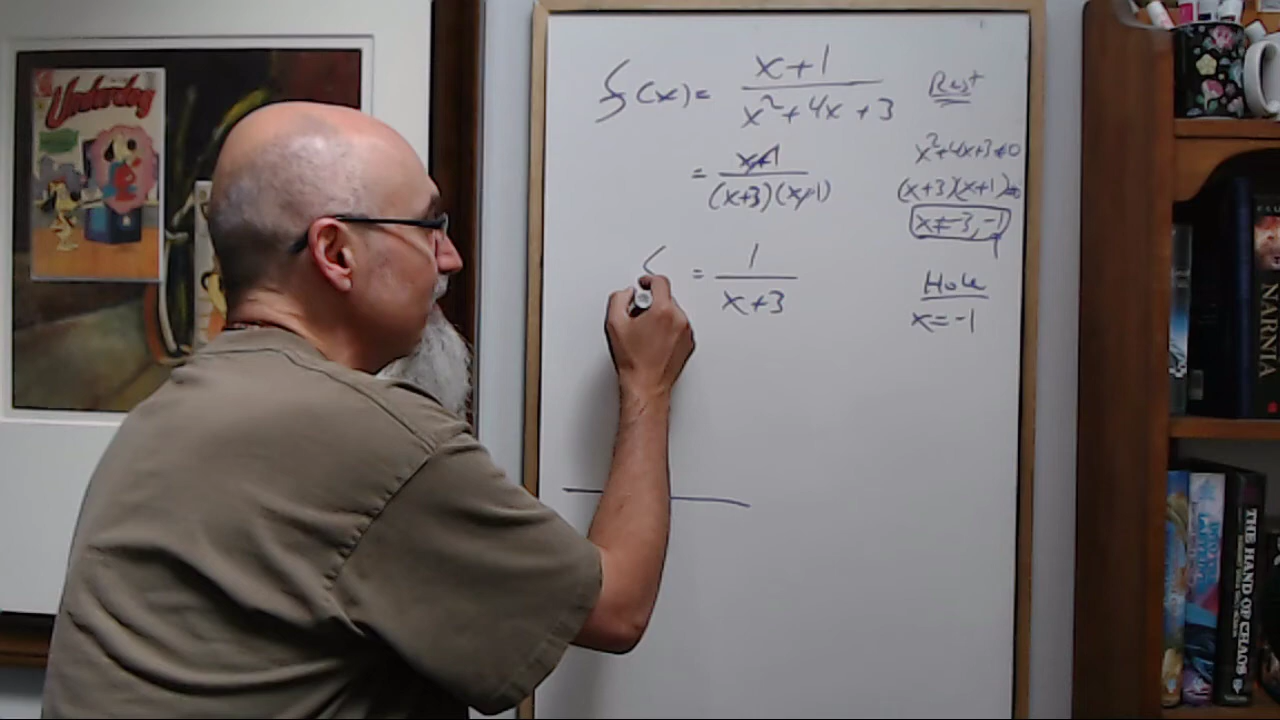 Underdog
f(x) = x+1 / x²+4x+3
= x+1 / (x+3)(x+1)
= 1 / x+3
Rest
x²+4x+3≠0
(x+3)(x+1)≠0
x≠-3,-1
Hole
x=-1
NARNIA
THE HAND OF CHAOS